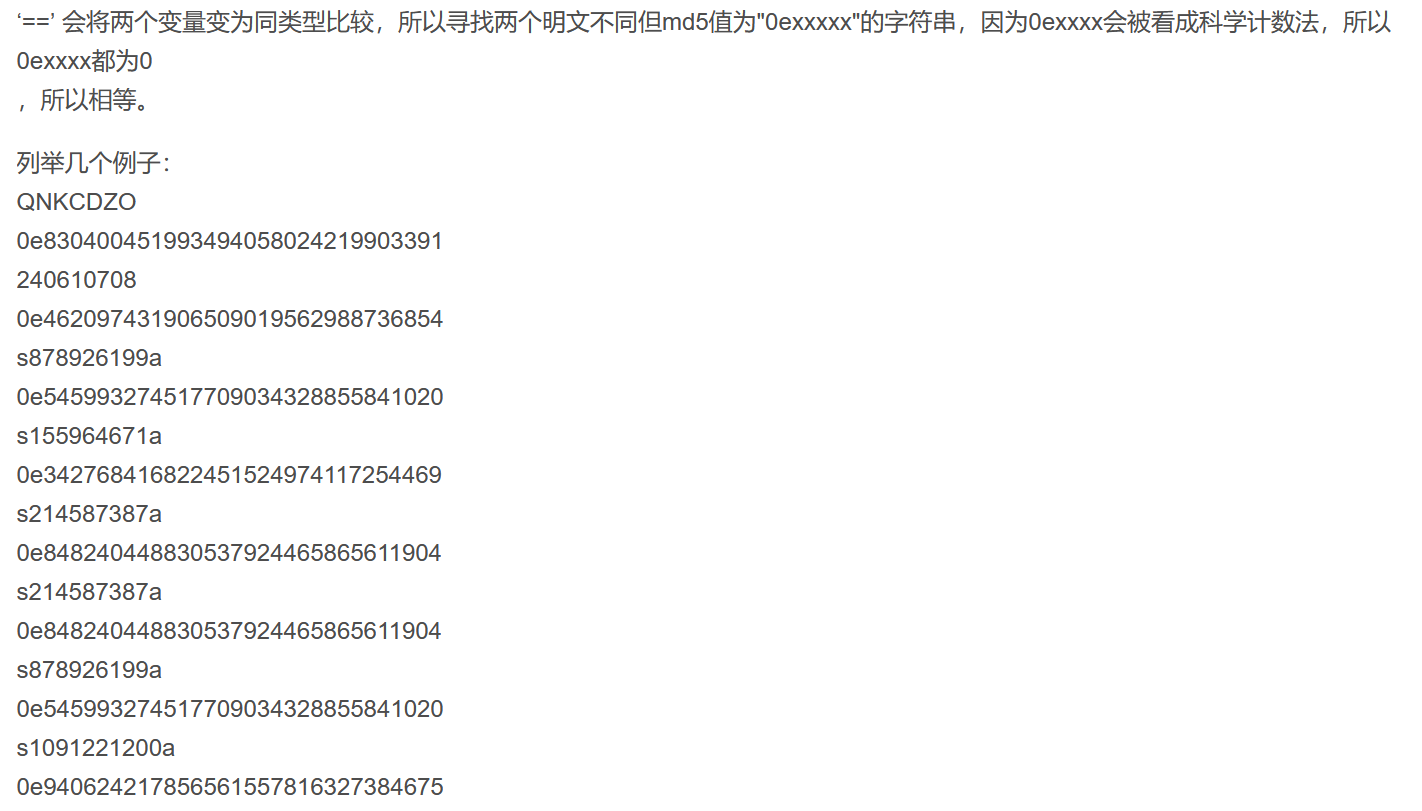 ‘==’ 会将两个变量变为同类型比较，所以寻找两个明文不同但md5值为"0exxxxx"的字符串，因为0exxxx会被看成科学计数法，所以
0exxxx都为0
，所以相等。
列举几个例子：
QNKCDZO
0e830400451993494058024219903391
240610708
0e462097431906509019562988736854
s878926199a
0e545993274517709034328855841020
s155964671a
0e342768416822451524974117254469
s214587387a
0e848240448830537924465865611904
s214587387a
0e848240448830537924465865611904
s878926199a
0e545993274517709034328855841020
s1091221200a
0e940624217856561557816327384675